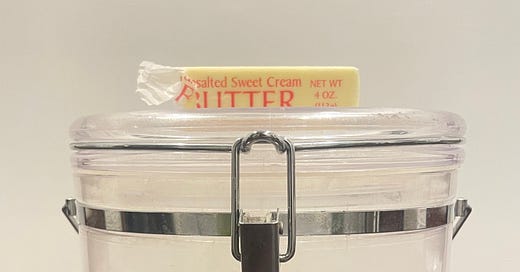 Unsalted Sweet Cream
BUTTER
NET WT
4 OZ.